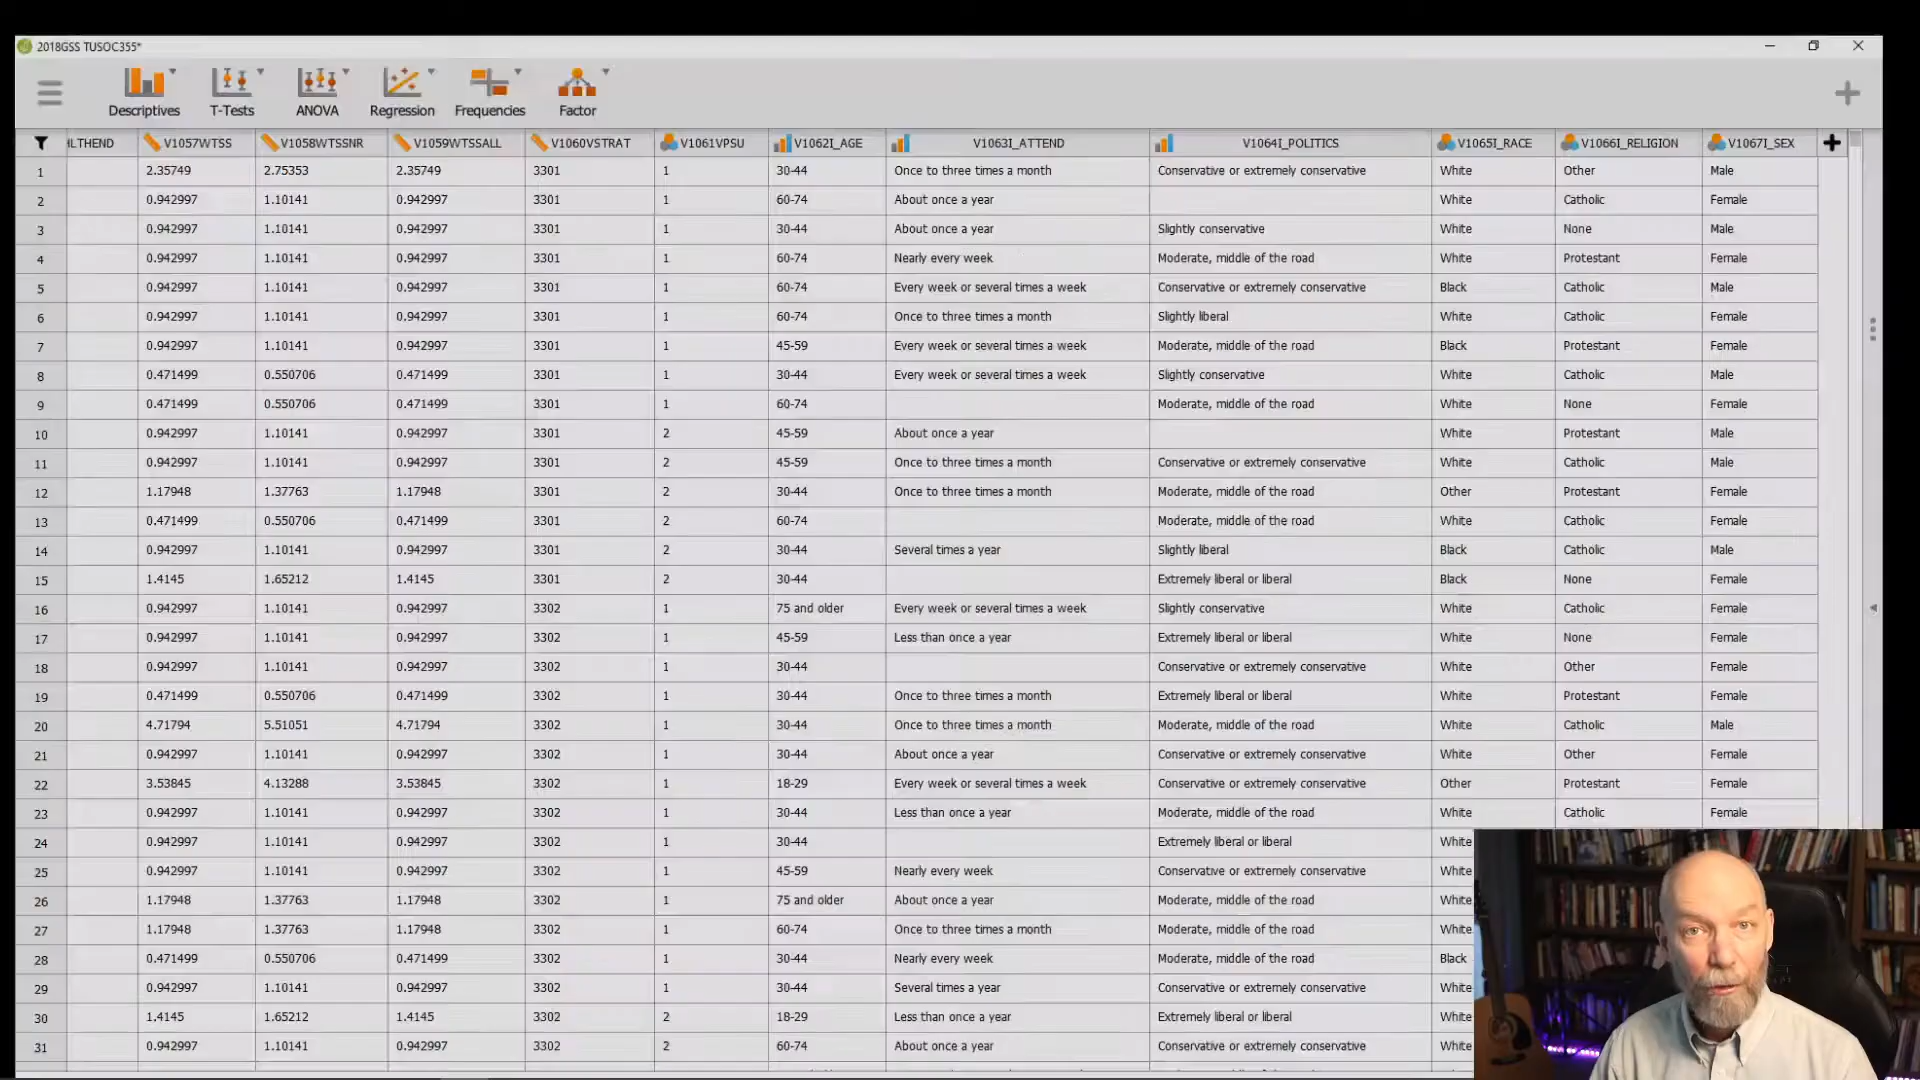 2018GSS TUSOC355*
Descriptives T-Tests ANOVA Regression Frequencies Factor
LTHEND V1057WTSS V1058WTSSNR V1059WTSSALL V1060VSTRAT V1061VPSU V1062I_AGE V1063I_ATTEND V1064I_POLITICS V1065I_RACE V1066I_RELIGION V1067I_SEX
1 2.35749 2.75353 2.35749 3301 1 30-44 Once to three times a month Conservative or extremely conservative White Other Male
2 0.942997 1.10141 0.942997 3301 1 60-74 About once a year White Catholic Female
3 0.942997 1.10141 0.942997 3301 1 30-44 About once a year Slightly conservative White None Male
4 0.942997 1.10141 0.942997 3301 1 60-74 Nearly every week Moderate, middle of the road White Protestant Female
5 0.942997 1.10141 0.942997 3301 1 60-74 Every week or several times a week Conservative or extremely conservative Black Catholic Male
6 0.942997 1.10141 0.942997 3301 1 60-74 Once to three times a month Slightly liberal White Catholic Female
7 0.942997 1.10141 0.942997 3301 1 45-59 Every week or several times a week Moderate, middle of the road Black Protestant Female
8 0.471499 0.550706 0.471499 3301 1 30-44 Every week or several times a week Slightly conservative White Catholic Male
9 0.471499 0.550706 0.471499 3301 1 60-74 Moderate, middle of the road White None Female
10 0.942997 1.10141 0.942997 3301 2 45-59 About once a year White Protestant Male
11 0.942997 1.10141 0.942997 3301 2 45-59 Once to three times a month Conservative or extremely conservative White Catholic Male
12 1.17948 1.37763 1.17948 3301 2 30-44 Once to three times a month Moderate, middle of the road Other Protestant Female
13 0.471499 0.550706 0.471499 3301 2 60-74 Moderate, middle of the road White Catholic Female
14 0.942997 1.10141 0.942997 3301 2 30-44 Several times a year Slightly liberal Black Catholic Male
15 1.4145 1.65212 1.4145 3301 2 30-44 Extremely liberal or liberal Black None Female
16 0.942997 1.10141 0.942997 3302 1 75 and older Every week or several times a week Slightly conservative White Catholic Female
17 0.942997 1.10141 0.942997 3302 1 45-59 Less than once a year Extremely liberal or liberal White None Female
18 0.942997 1.10141 0.942997 3302 1 30-44 Conservative or extremely conservative White Other Female
19 0.471499 0.550706 0.471499 3302 1 30-44 Once to three times a month Extremely liberal or liberal White Protestant Female
20 4.71794 5.51051 4.71794 3302 1 30-44 Once to three times a month Moderate, middle of the road White Catholic Male
21 0.942997 1.10141 0.942997 3302 1 30-44 About once a year Conservative or extremely conservative White Other Female
22 3.53845 4.13288 3.53845 3302 1 18-29 Every week or several times a week Conservative or extremely conservative Other Protestant Female
23 0.942997 1.10141 0.942997 3302 1 30-44 Less than once a year Moderate, middle of the road White Catholic Female
24 0.942997 1.10141 0.942997 3302 1 30-44 Extremely liberal or liberal White
25 0.942997 1.10141 0.942997 3302 1 45-59 Nearly every week Conservative or extremely conservative White
26 1.17948 1.37763 1.17948 3302 1 75 and older About once a year Moderate, middle of the road White
27 1.17948 1.37763 1.17948 3302 1 60-74 Once to three times a month Moderate, middle of the road White
28 0.471499 0.550706 0.471499 3302 1 30-44 Nearly every week Moderate, middle of the road Black
29 0.942997 1.10141 0.942997 3302 1 30-44 Several times a year Conservative or extremely conservative White
30 1.4145 1.65212 1.4145 3302 2 18-29 Less than once a year Extremely liberal or liberal White
31 0.942997 1.10141 0.942997 3302 2 60-74 About once a year Conservative or extremely conservative White